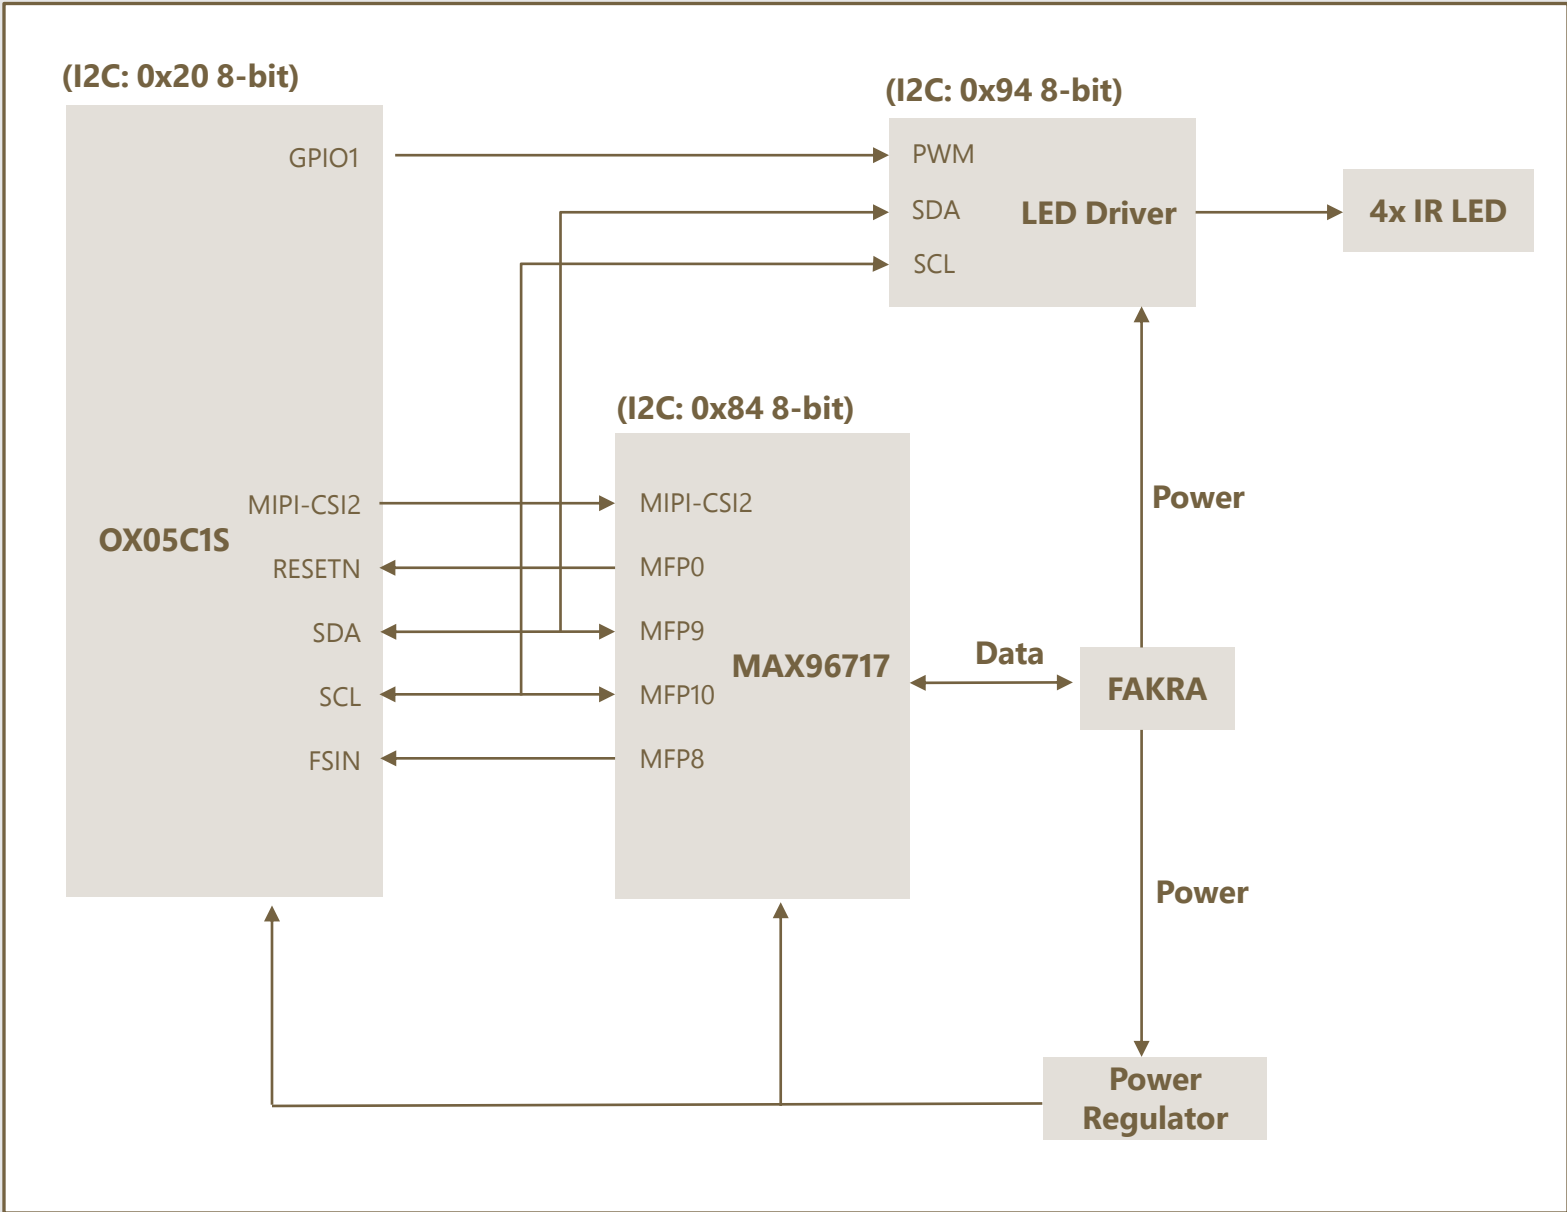 (I2C: 0x20 8-bit)
GPIO1
MIPI-CSI2
OX05C1S
RESETN
SDA
SCL
FSIN
(I2C: 0x94 8-bit)
PWM
SDA
LED Driver
SCL
4x IR LED
(I2C: 0x84 8-bit)
MIPI-CSI2
MFP0
MFP9
MAX96717
MFP10
MFP8
Data
Power
FAKRA
Power
Power
Regulator